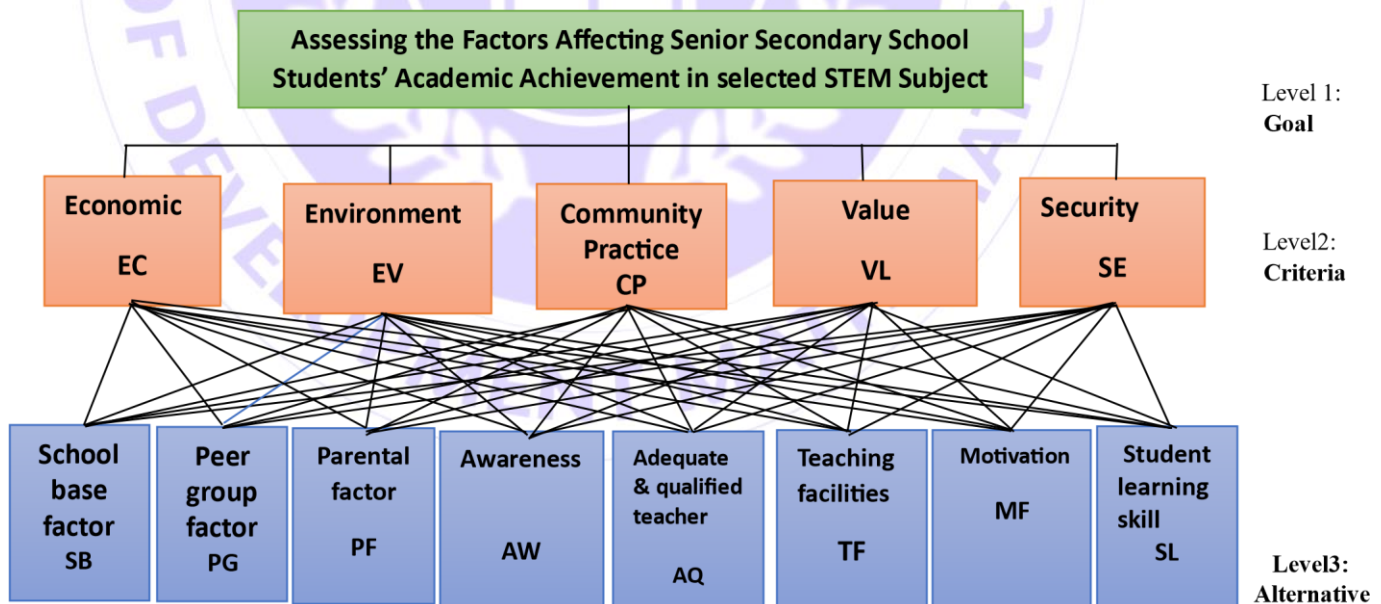 Assessing the Factors Affecting Senior Secondary School
Students' Academic Achievement in selected STEM Subject
Level 1:
Goal
Economic
EC
Environment
EV
Community
Practice
CP
Value
VL
Security
SE
Level2:
Criteria
School
base
factor
SB
Peer
group
factor
PG
Parental
factor
PF
Awareness
AW
Adequate
& qualified
teacher
AQ
Teaching
facilities
TF
Motivation
MF
Student
learning
skill
SL
Level3:
Alternative
OF DEVEL